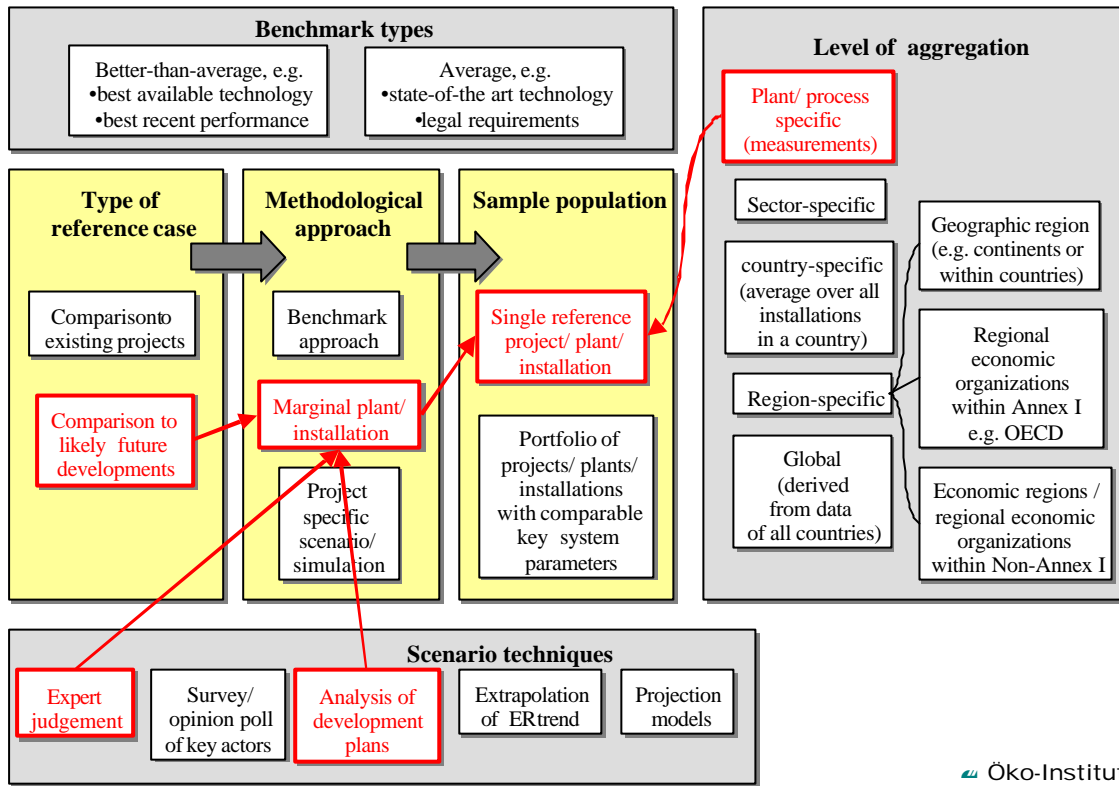 Benchmark types
Better-than-average, e.g.
•best available technology
•best recent performance
Average, e.g.
•state-of-the art technology
•legal requirements
Level of aggregation
Plant/ process
specific
(measurements)
Sector-specific
country-specific
(average over all
installations
in a country)
Region-specific
Global
(derived
from data
of all countries)
Geographic region
(e.g. continents or
within countries)
Regional
economic
organizations
within Annex I
e.g. OECD
Economic regions /
regional economic
organizations
within Non-Annex I
Type of
reference case
Comparisonto
existing projects
Comparison to
likely future
developments
Methodological
approach
Benchmark
approach
Marginal plant/
installation
Project
specific
scenario/
simulation
Sample population
Single reference
project/ plant/
installation
Portfolio of
projects/ plants/
installations
with comparable
key system
parameters
Scenario techniques
Expert
judgement
Survey/
opinion poll
of key actors
Analysis of
development
plans
Extrapolation
of ERtrend
Projection
models
Öko-Institut